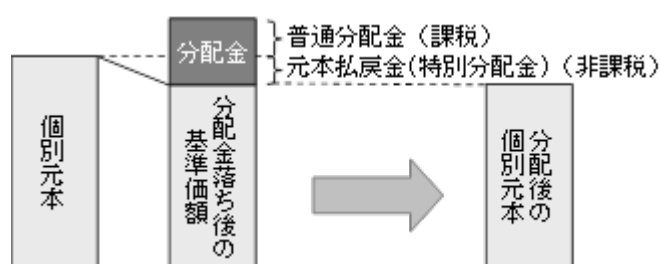 普通分配金（課税）
分配金
元本払戻金(特別分配金)（非課税）
個別元本
分配金落ち後の
基準価額
分配後の
個別元本